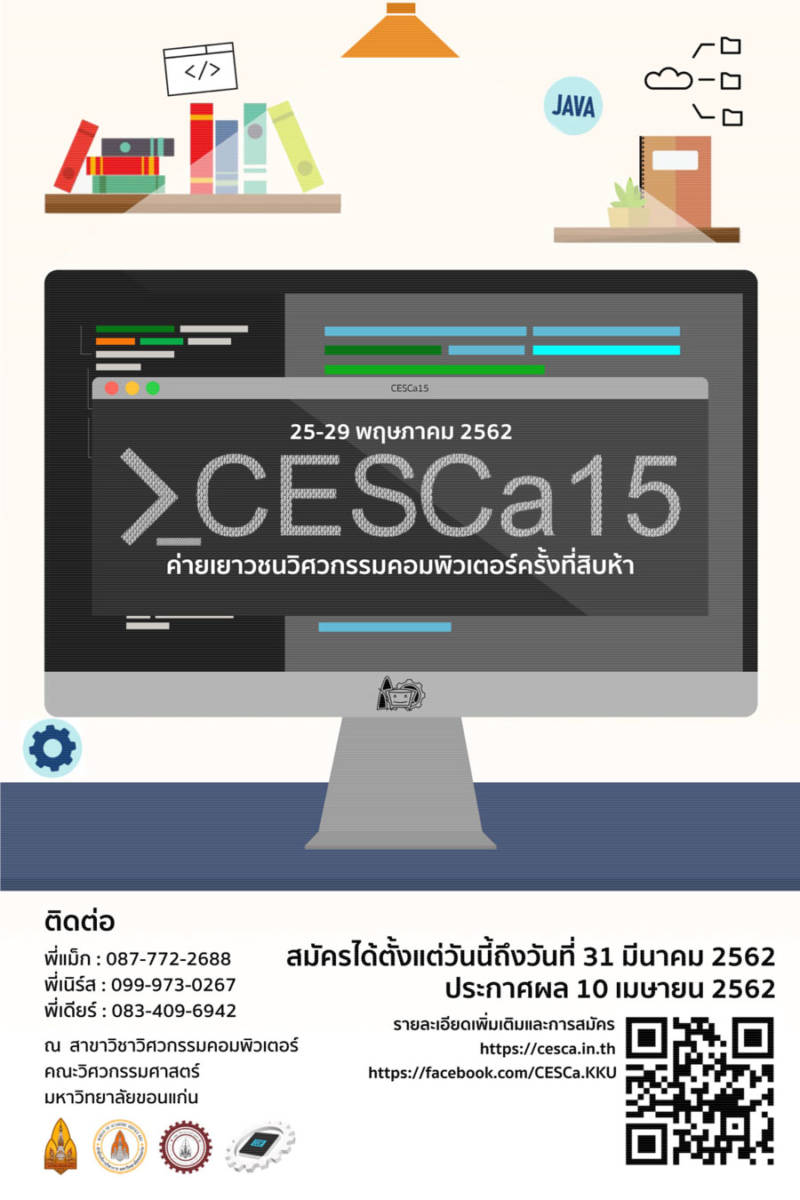 </>
JAVA
CESCa15
25-29 พฤษภาคม 2562
>_CESCa15
ค่ายเยาวชนวิศวกรรมคอมพิวเตอร์ครั้งที่สิบห้า
ติดต่อ
พี่แม็ก : 087-772-2688
พี่เนิร์ส : 099-973-0267
พี่เดียร์ : 083-409-6942
ณ สาขาวิชาวิศวกรรมคอมพิวเตอร์
คณะวิศวกรรมศาสตร์
มหาวิทยาลัยขอนแก่น
สมัครได้ตั้งแต่วันนี้ถึงวันที่ 31 มีนาคม 2562
ประกาศผล 10 เมษายน 2562
รายละเอียดเพิ่มเติมและการสมัคร
https://cesca.in.th
https://facebook.com/CESCa.KKU